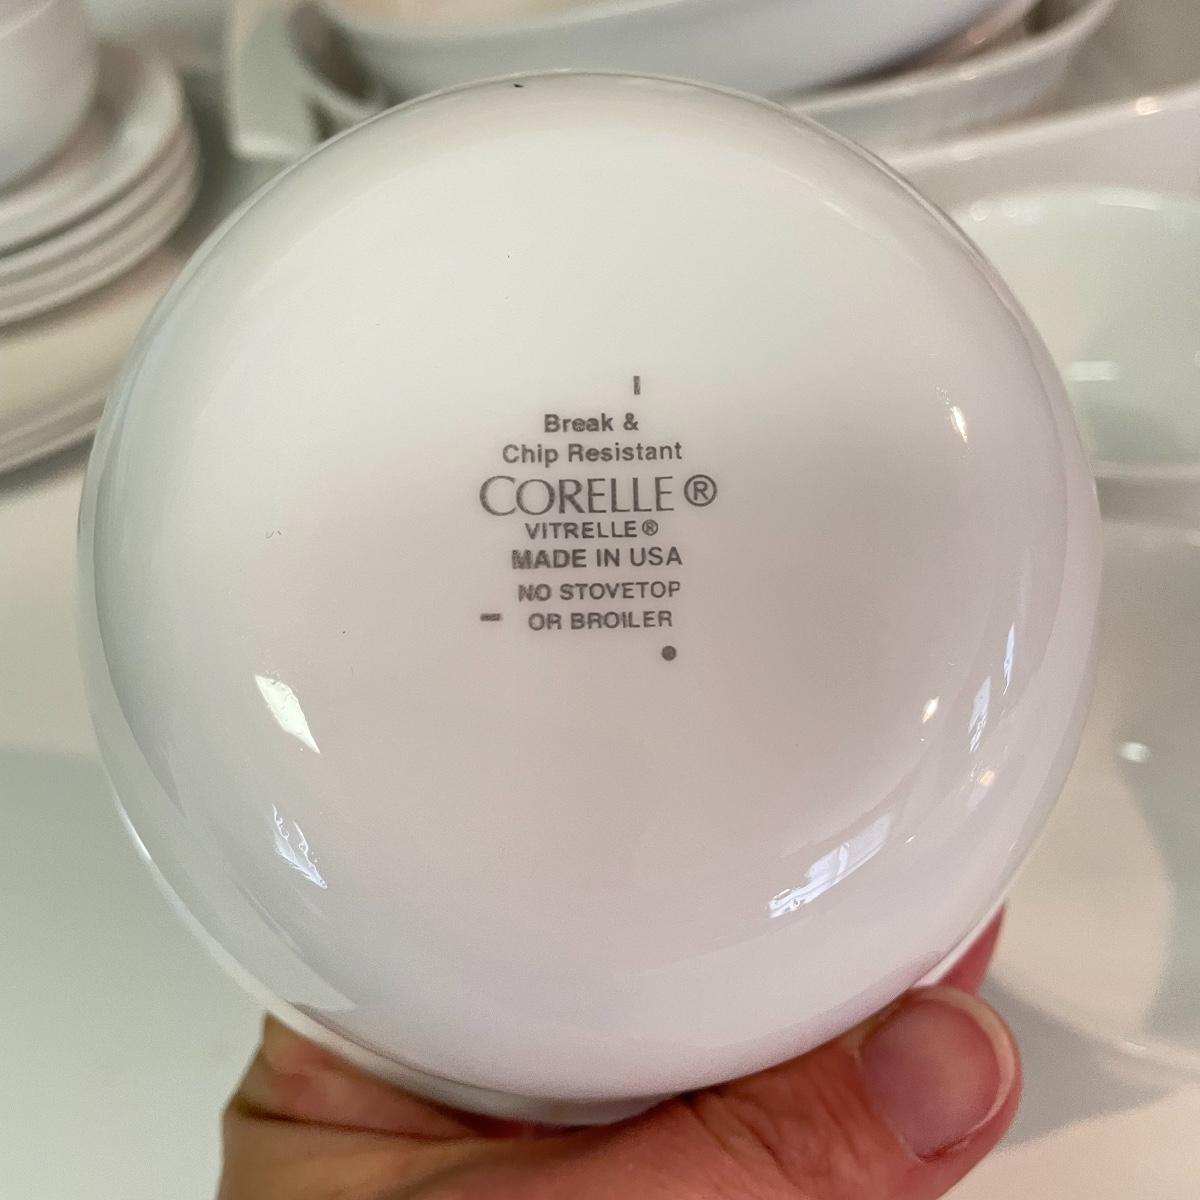 Break &
Chip Resistant
CORELLE®
VITRELLE®
MADE IN USA
NO STOVETOP
OR BROILER